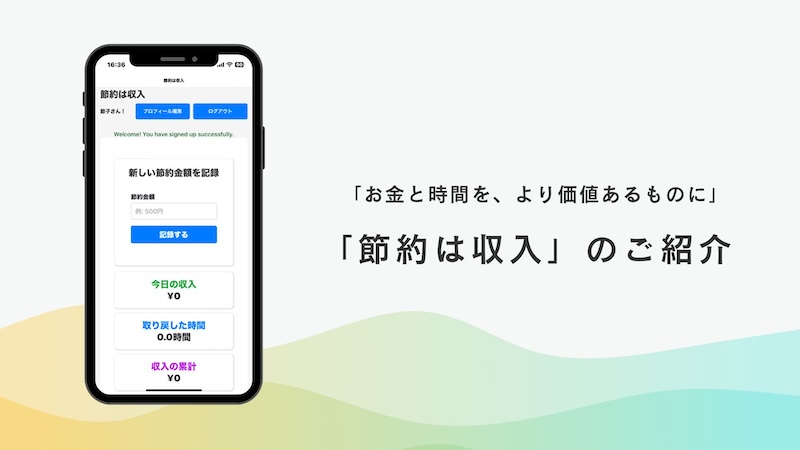 16:36
90
節約は収入
節約は収入
節子さん！
プロフィール編集
ログアウト
Welcome! You have signed up successfully.
新しい節約金額を記録
節約金額
例: 500円
記録する
今日の収入
¥0
取り戻した時間
0.0時間
収入の累計
¥0
「お金と時間を、より価値あるものに」
「節約は収入」のご紹介